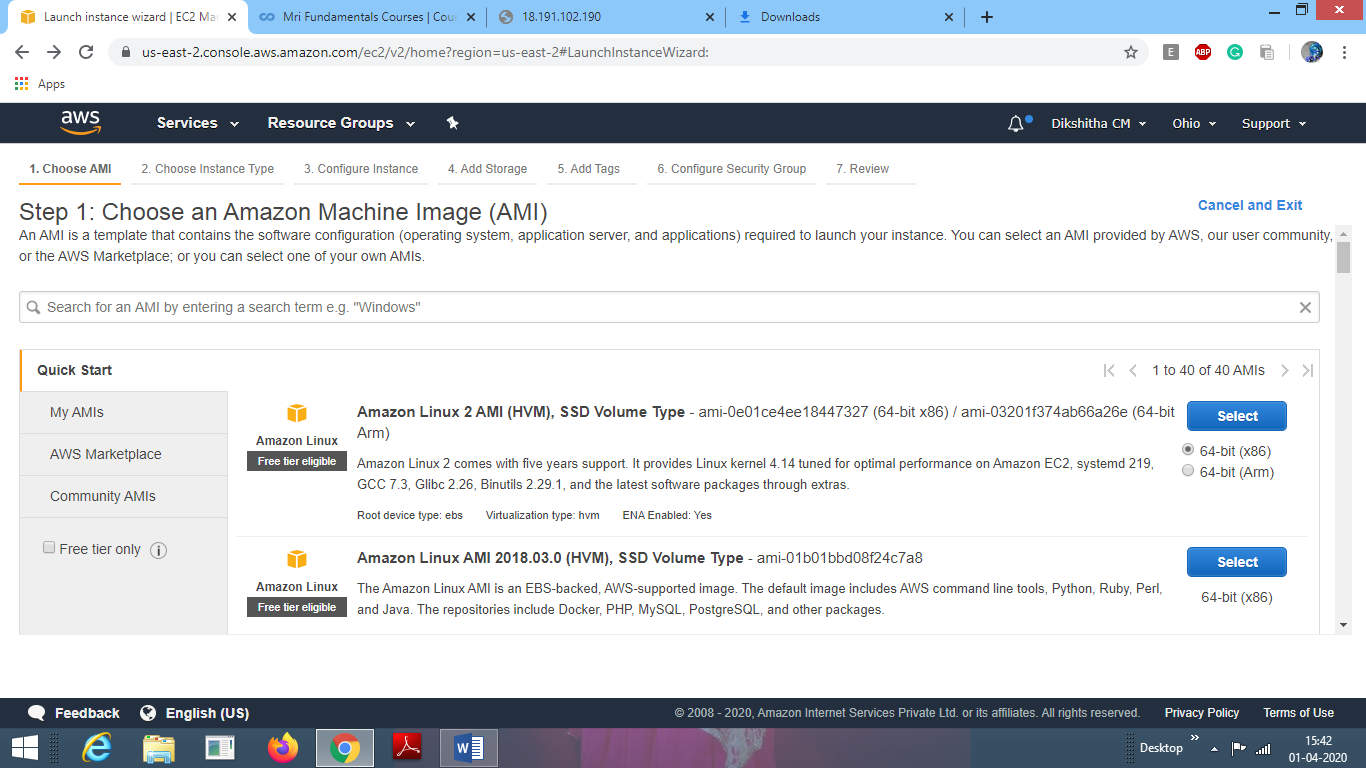 Launch instance wizard | EC2 Mar
Mri Fundamentals Courses | Cour
18.191.102.190
Downloads
us-east-2.console.aws.amazon.com/ec2/v2/home?region=us-east-2#LaunchInstanceWizard:
E
ABP
Apps
aws
Services
Resource Groups
Dikshitha CM
Ohio
Support
1. Choose AMI
2. Choose Instance Type
3. Configure Instance
4. Add Storage
5. Add Tags
6. Configure Security Group
7. Review
Step 1: Choose an Amazon Machine Image (AMI)
Cancel and Exit
An AMI is a template that contains the software configuration (operating system, application server, and applications) required to launch your instance. You can select an AMI provided by AWS, our user community,
or the AWS Marketplace; or you can select one of your own AMIs.
Search for an AMI by entering a search term e.g. "Windows"
Quick Start
1 to 40 of 40 AMIs
My AMIs
AWS Marketplace
Community AMIs
Free tier only
Amazon Linux
Free tier eligible
Amazon Linux 2 AMI (HVM), SSD Volume Type - ami-0e01ce4ee18447327 (64-bit x86) / ami-03201f374ab66a26e (64-bit
Arm)
Amazon Linux 2 comes with five years support. It provides Linux kernel 4.14 tuned for optimal performance on Amazon EC2, systemd 219,
GCC 7.3, Glibc 2.26, Binutils 2.29.1, and the latest software packages through extras.
Root device type: ebs
Virtualization type: hvm
ENA Enabled: Yes
Select
64-bit (x86)
64-bit (Arm)
Amazon Linux
Free tier eligible
Amazon Linux AMI 2018.03.0 (HVM), SSD Volume Type - ami-01b01bbd08f24c7a8
The Amazon Linux AMI is an EBS-backed, AWS-supported image. The default image includes AWS command line tools, Python, Ruby, Perl,
and Java. The repositories include Docker, PHP, MySQL, PostgreSQL, and other packages.
Select
64-bit (x86)
Feedback
English (US)
© 2008 - 2020, Amazon Internet Services Private Ltd. or its affiliates. All rights reserved.
Privacy Policy
Terms of Use
Desktop
15:42
01-04-2020